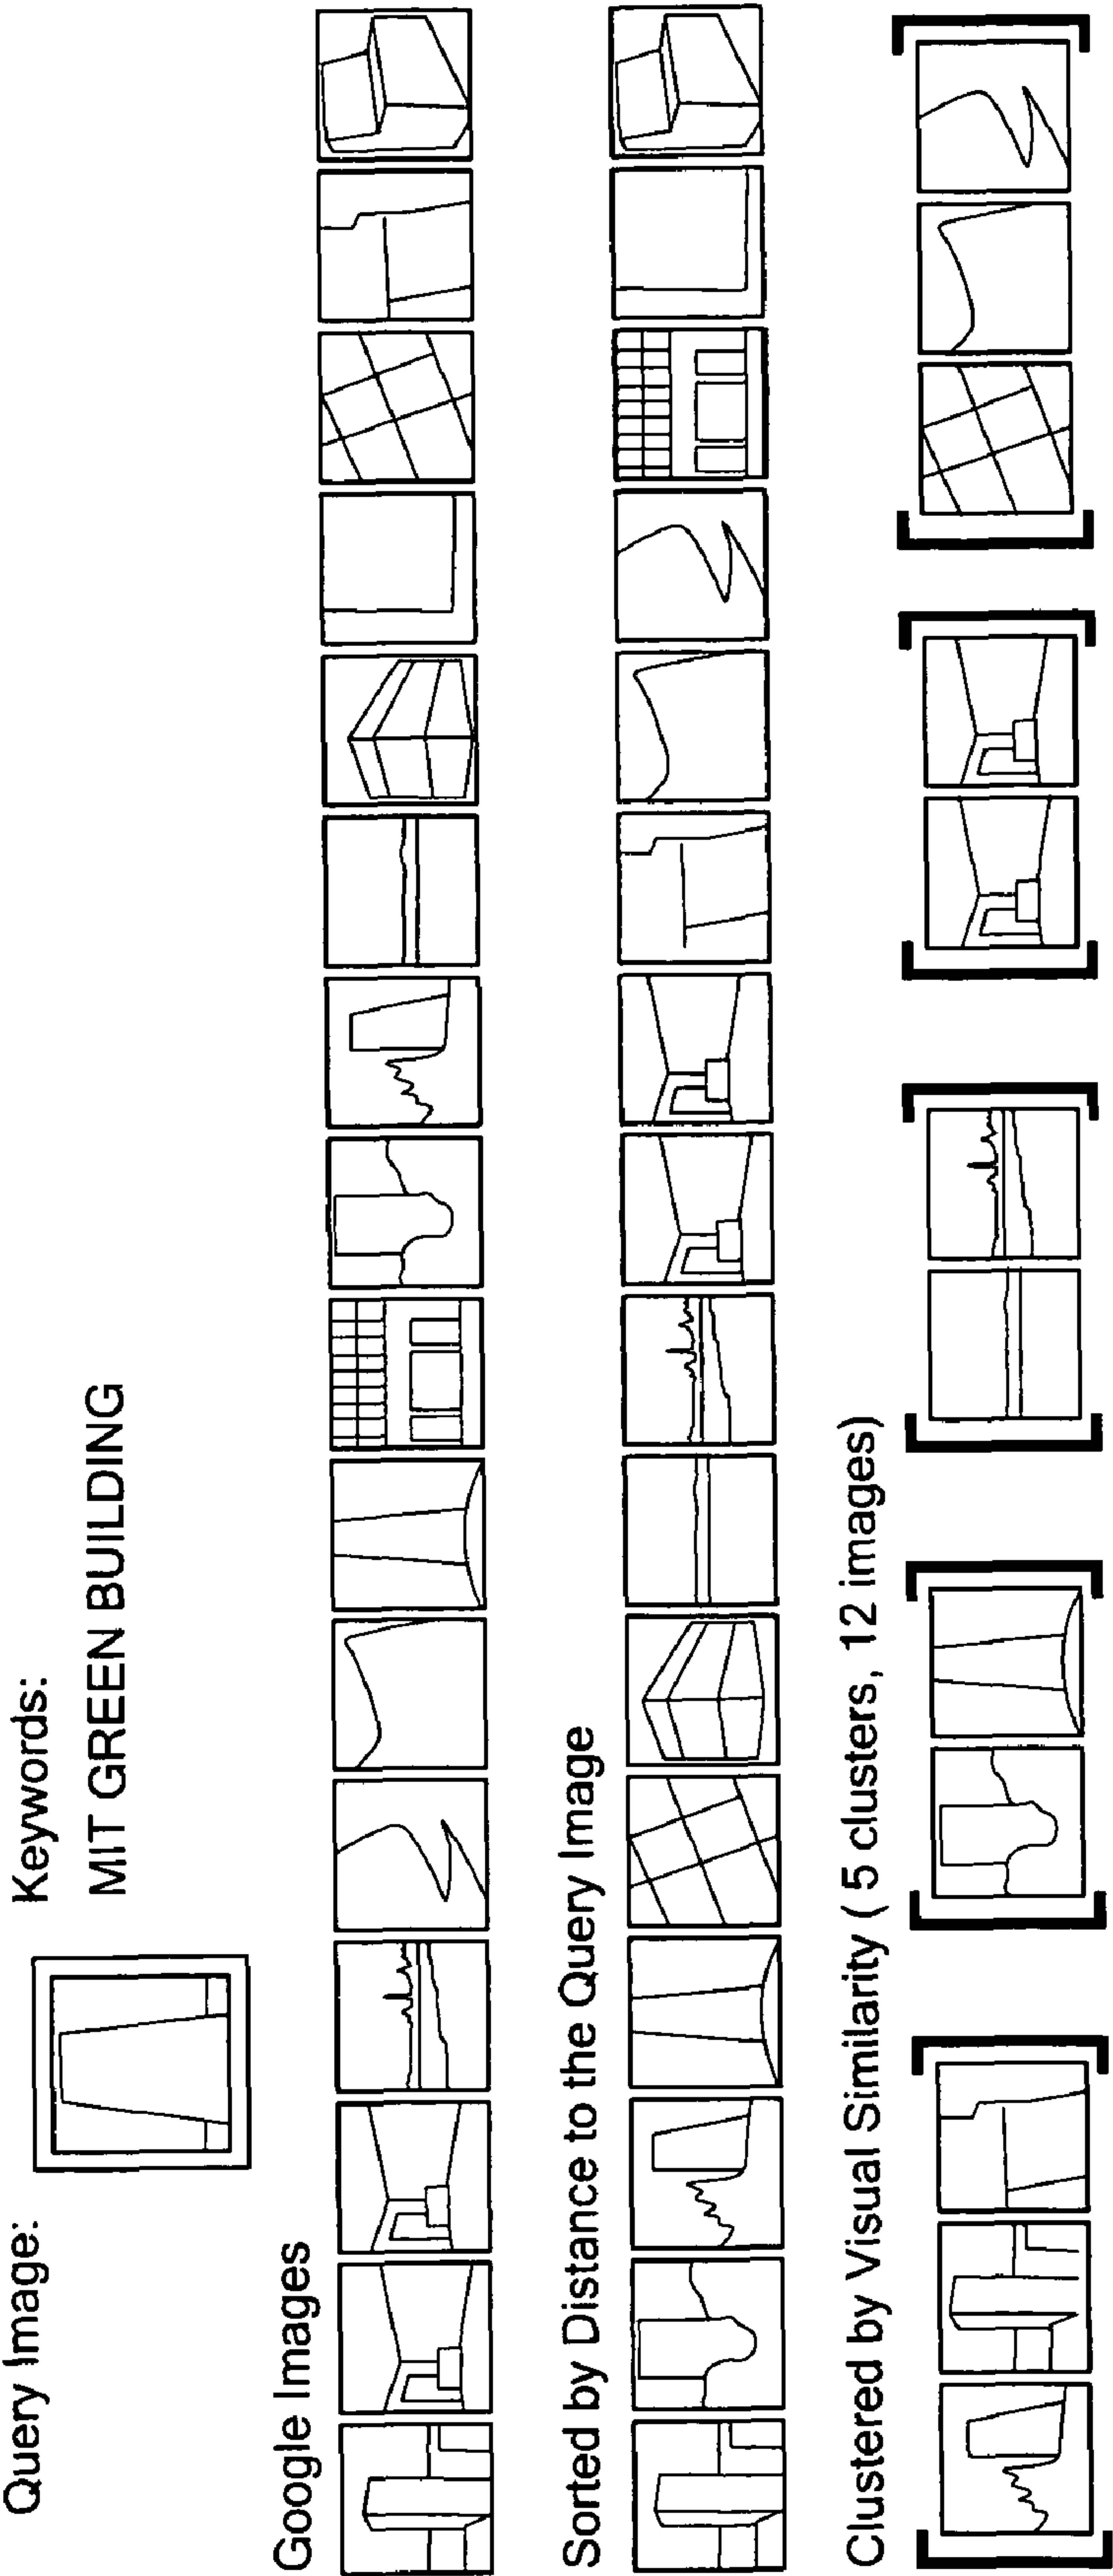 Query Image:
Keywords:
MIT GREEN BUILDING
Google Images
Sorted by Distance to the Query Image
Clustered by Visual Similarity ( 5 clusters, 12 images)